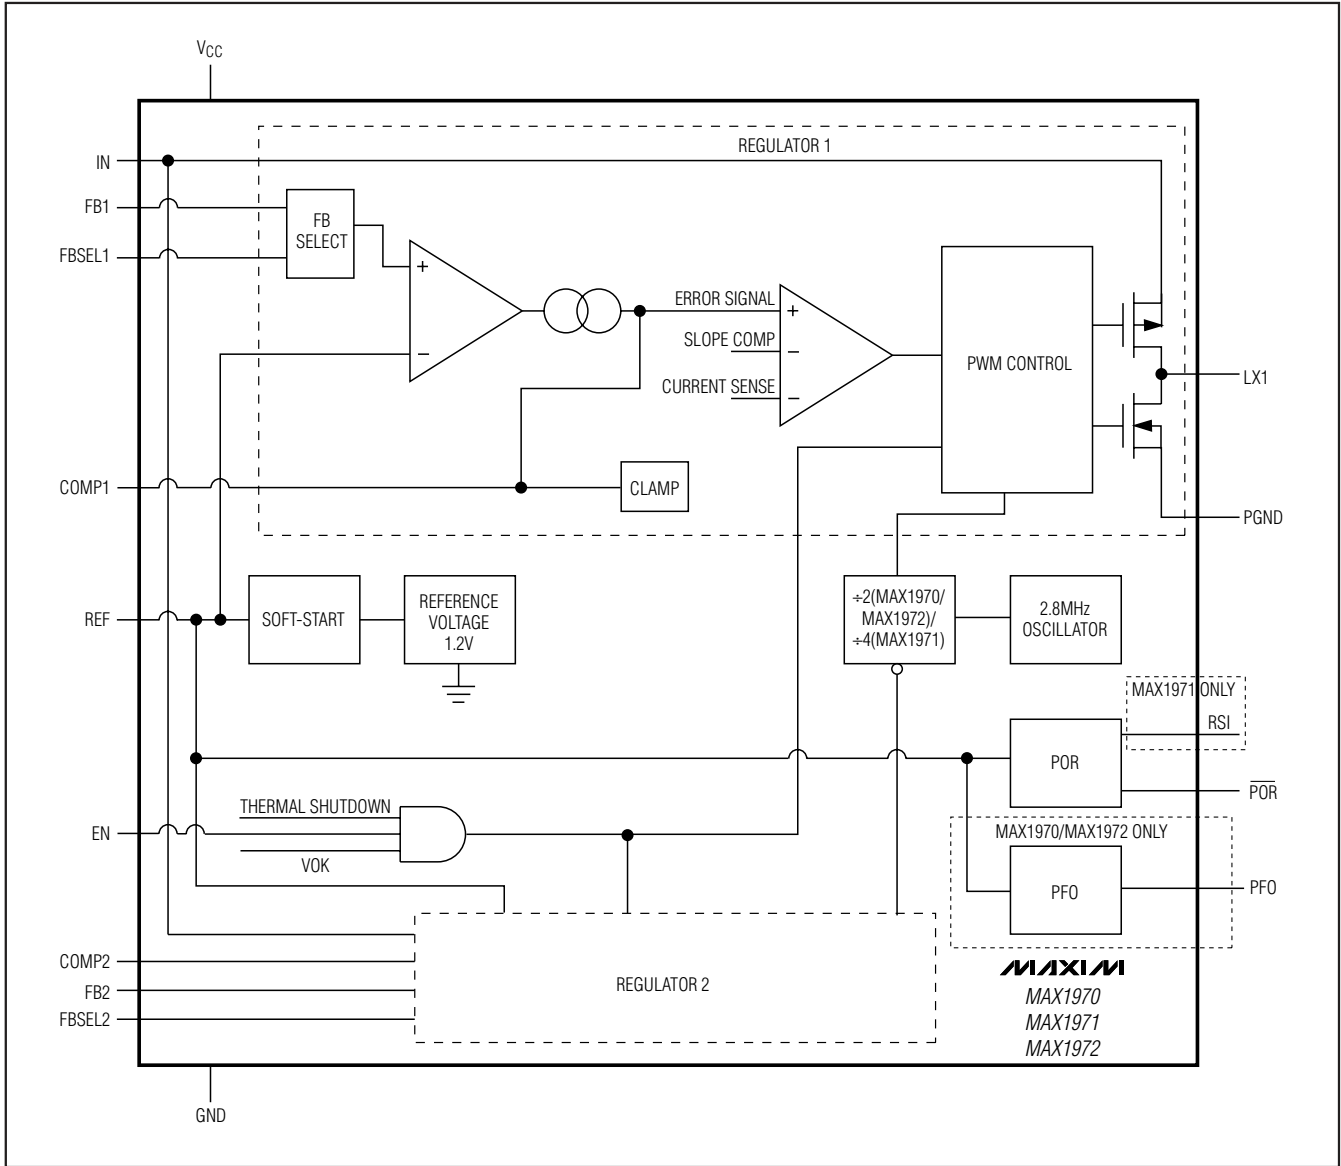 VCC
REGULATOR 1
IN
FB1
FB
SELECT
FBSEL1
+
−
ERROR SIGNAL
SLOPE COMP
CURRENT SENSE
+
−
−
PWM CONTROL
LX1
COMP1
CLAMP
PGND
REF
SOFT-START
REFERENCE
VOLTAGE
1.2V
÷2(MAX1970/
MAX1972)/
÷4(MAX1971)
2.8MHz
OSCILLATOR
MAX1971 ONLY
RSI
POR
POR
THERMAL SHUTDOWN
EN
VOK
MAX1970/MAX1972 ONLY
PFO
PFO
COMP2
FB2
FBSEL2
REGULATOR 2
MAXIM
MAX1970
MAX1971
MAX1972
GND